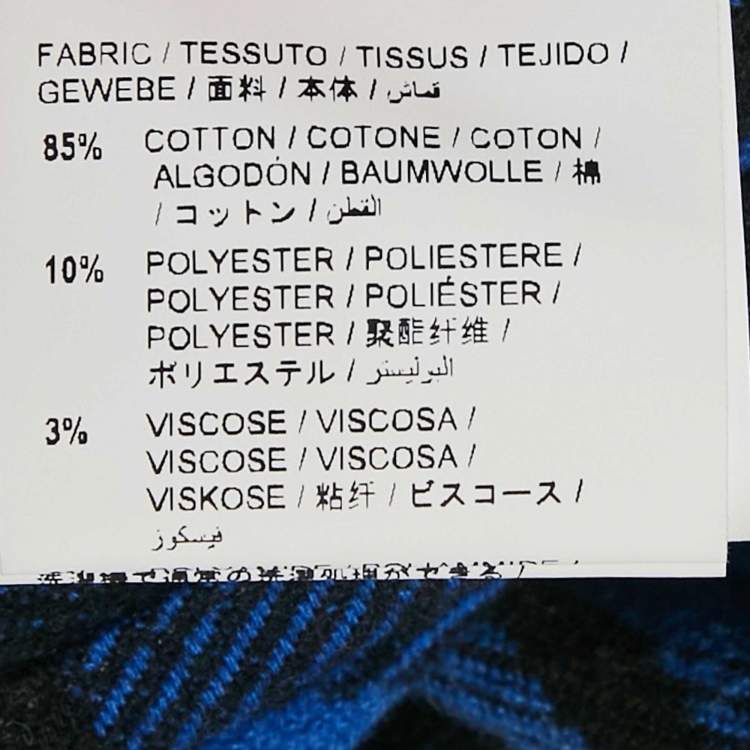 FABRIC / TESSUTO / TISSUS / TEJIDO /
GEWEBE / 面料 / 本体 / قماش
85% COTTON / COTONE / COTON /
ALGODÓN / BAUMWOLLE / 棉
/ コットン / القطن
10% POLYESTER / POLIESTERE /
POLYESTER / POLIÉSTER /
POLYESTER / 聚酯纤维 /
ポリエステル / البوليستر
3% VISCOSE / VISCOSA /
VISCOSE / VISCOSA /
VISKOSE / 粘纤 / ビスコース /
فيسكوز